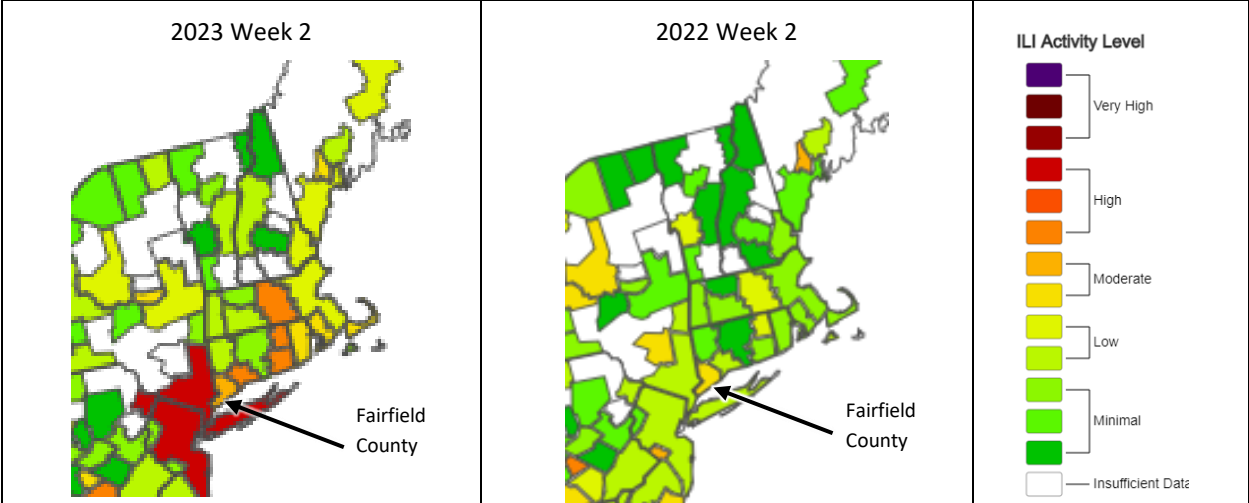 2023 Week 2
Fairfield
County
2022 Week 2
Fairfield
County
ILI Activity Level
Very High
High
Moderate
Low
Minimal
Insufficient Data